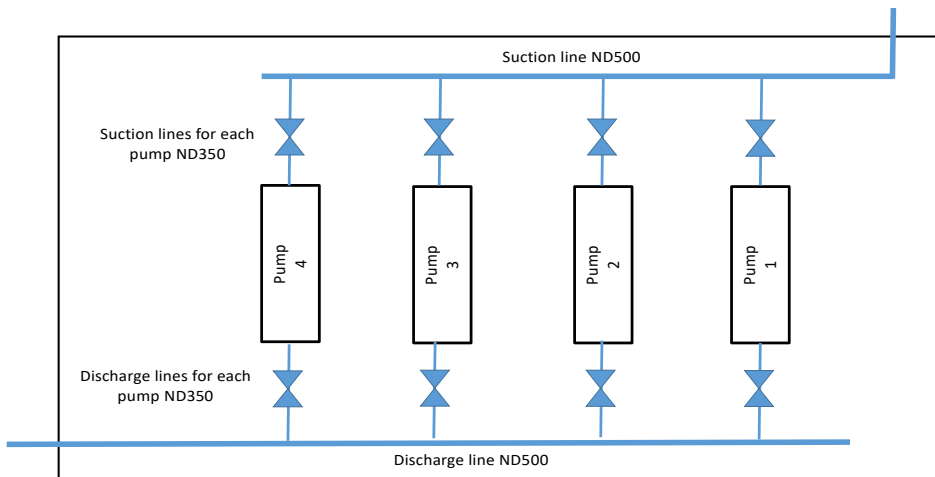 Suction line ND500
Suction lines for each
pump ND350
Pump
4
Pump
3
Pump
2
Pump
1
Discharge lines for each
pump ND350
Discharge line ND500